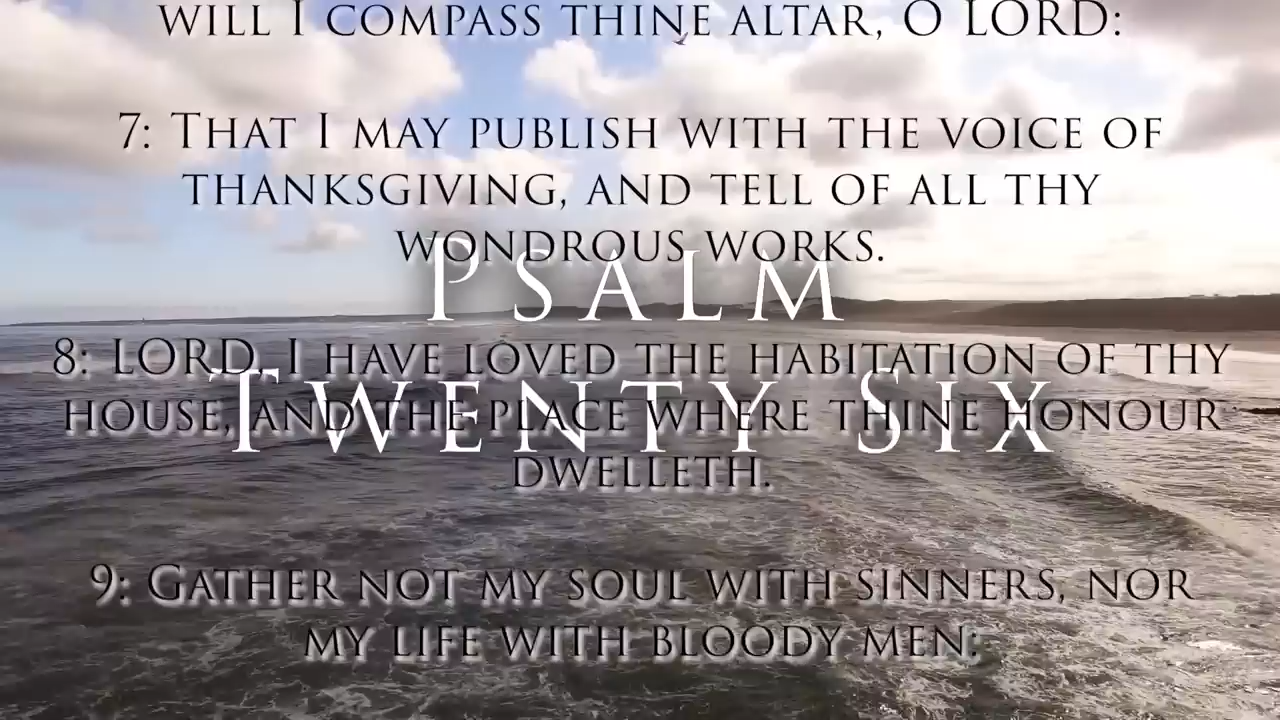 WILL I COMPASS THINE ALTAR, O LORD:
7: THAT I MAY PUBLISH WITH THE VOICE OF
THANKSGIVING, AND TELL OF ALL THY
WONDROUS WORKS.
PSALM
8: LORD, I HAVE LOVED THE HABITATION OF THY
TWENTY SIX
HOUSE, AND THE PLACE WHERE THINE HONOUR
DWELLETH.
9: GATHER NOT MY SOUL WITH SINNERS, NOR
MY LIFE WITH BLOODY MEN: